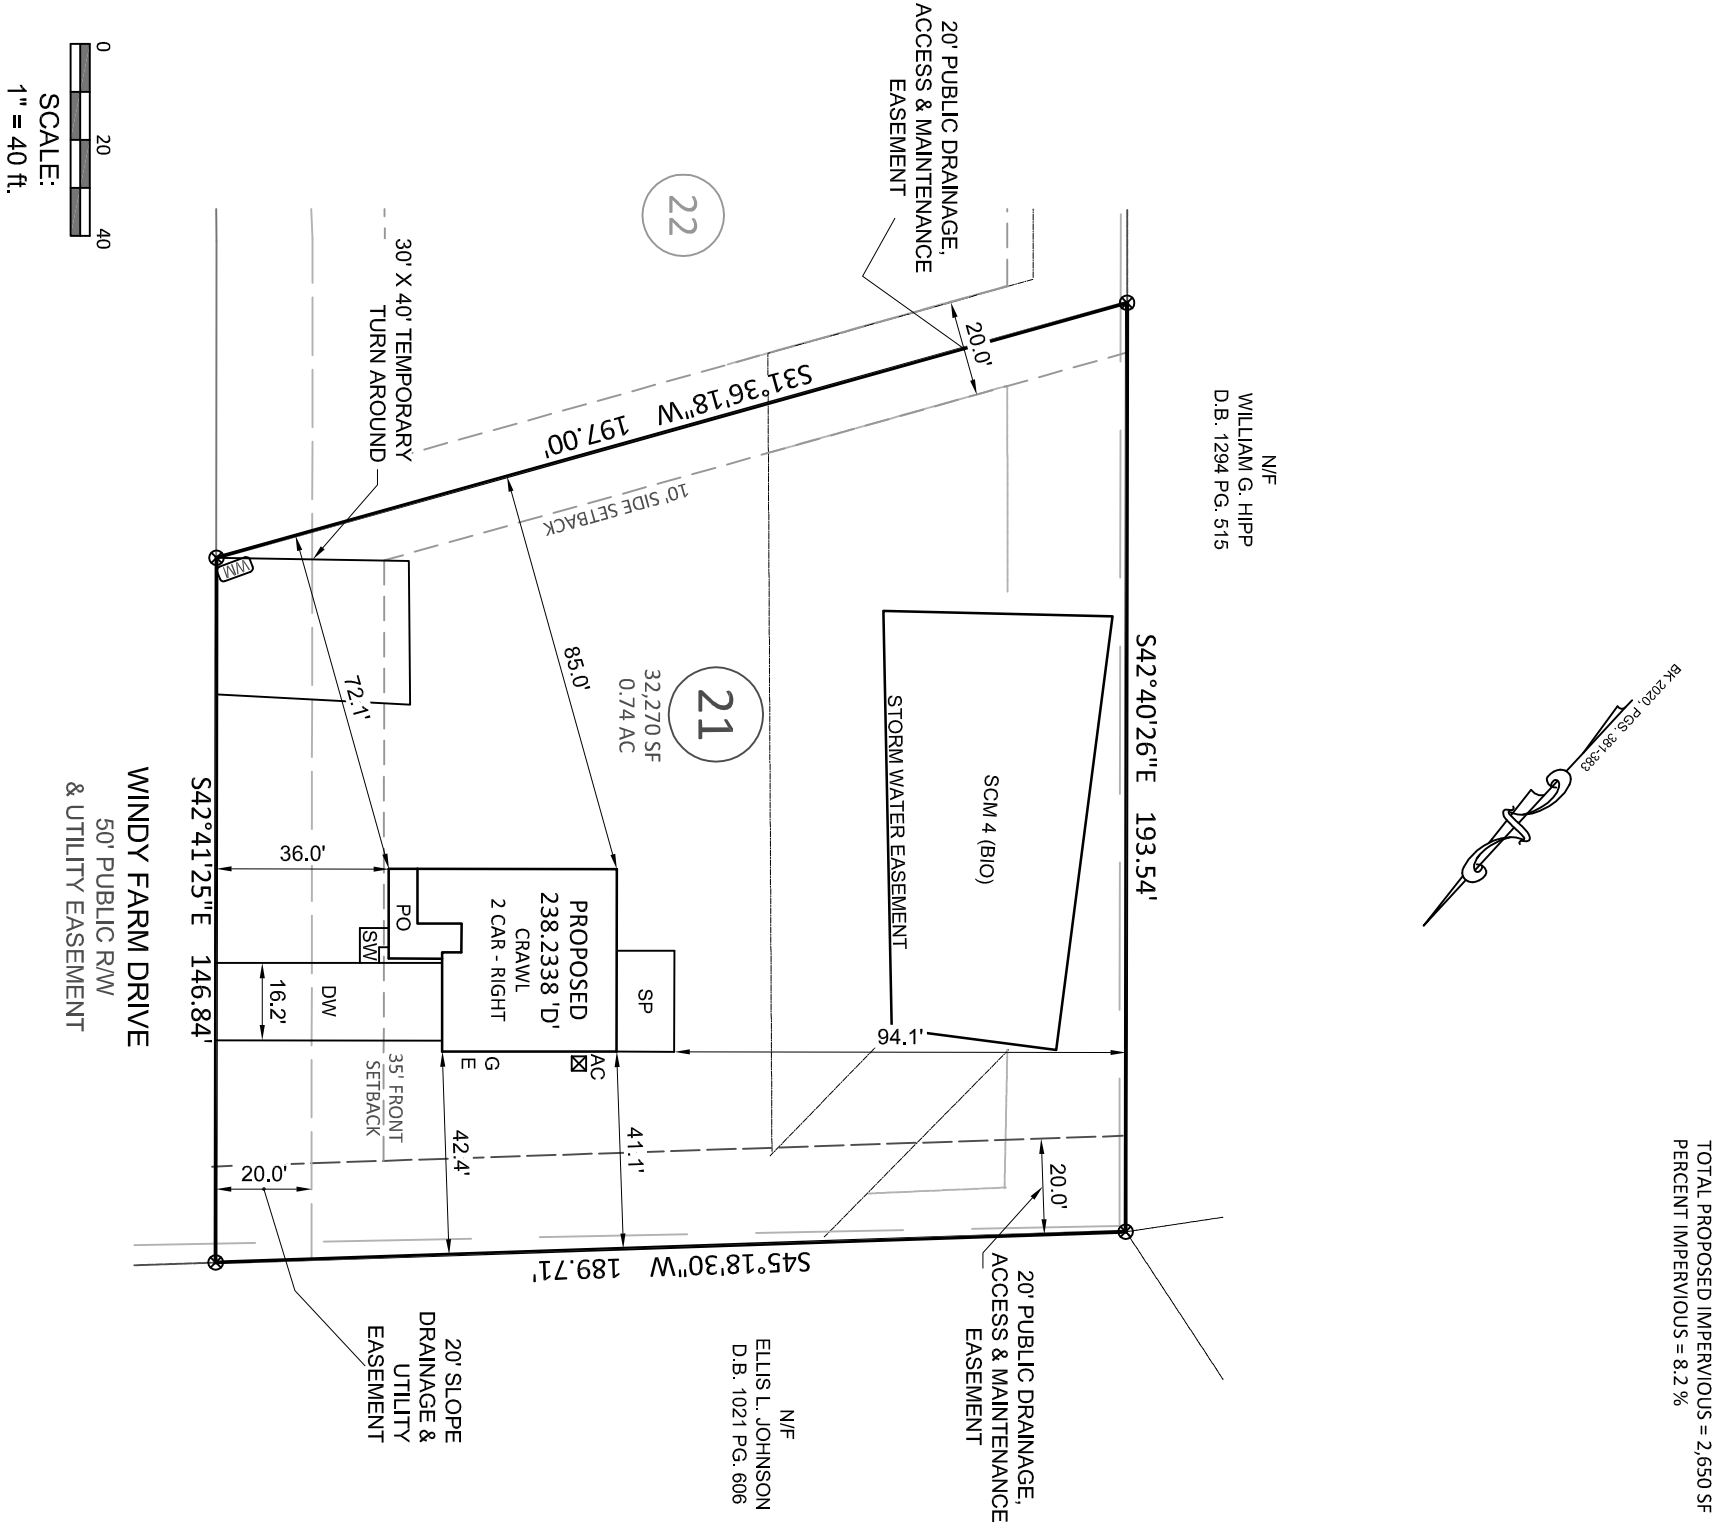 TOTAL PROPOSED IMPERVIOUS = 2,650 SF
PERCENT IMPERVIOUS = 8.2 %
BK 2020, PGS. 381-383
N/F
WILLIAM G. HIPP
D.B. 1294 PG. 515
20' PUBLIC DRAINAGE,
ACCESS & MAINTENANCE
EASEMENT
S42°40'26"E 193.54'
20' PUBLIC DRAINAGE,
ACCESS & MAINTENANCE
EASEMENT
20.0'
20.0'
SCM 4 (BIO)
STORM WATER EASEMENT
94.1'
22
S31°36'18"W 197.00'
10' SIDE SETBACK
21
32,270 SF
0.74 AC
85.0'
SP
AC
G
E
41.1'
42.4'
S45°18'30"W 189.71'
N/F
ELLIS L. JOHNSON
D.B. 1021 PG. 606
PROPOSED
238.2338 'D'
CRAWL
2 CAR - RIGHT
PO
SW
DW
16.2'
36.0'
72.1'
30' X 40' TEMPORARY
TURN AROUND
WM
35' FRONT
SETBACK
20.0'
20' SLOPE
DRAINAGE &
UTILITY
EASEMENT
S42°41'25"E 146.84'
WINDY FARM DRIVE
50' PUBLIC R/W
& UTILITY EASEMENT
0 20 40
SCALE:
1" = 40 ft.